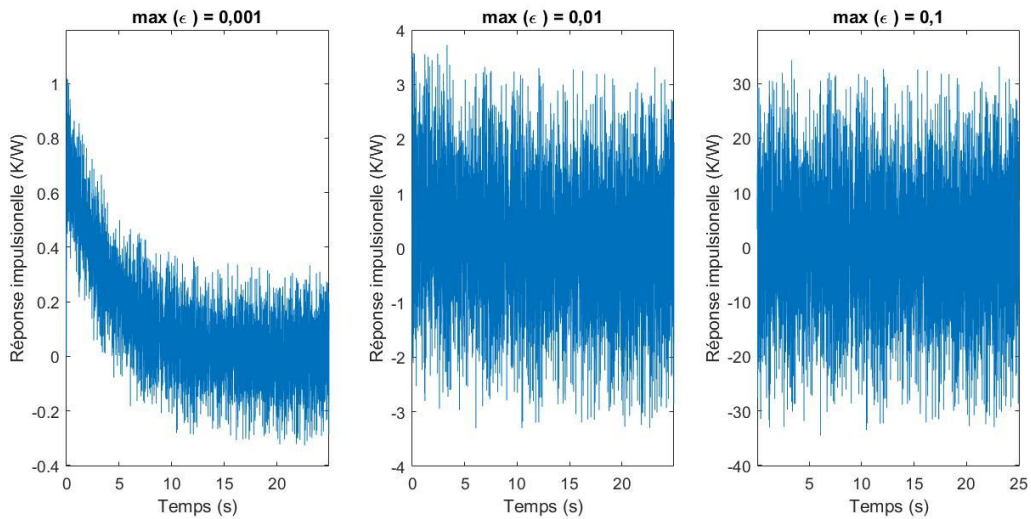 max (ϵ ) = 0,001
Réponse impulsionelle (K/W)
1
0.8
0.6
0.4
0.2
0
-0.2
-0.4
0 5 10 15 20
Temps (s)
max (ϵ ) = 0,01
Réponse impulsionelle (K/W)
4
3
2
1
0
-1
-2
-3
-4
0 5 10 15 20
Temps (s)
max (ϵ ) = 0,1
Réponse impulsionelle (K/W)
30
20
10
0
-10
-20
-30
-40
5 10 15 20 25
Temps (s)